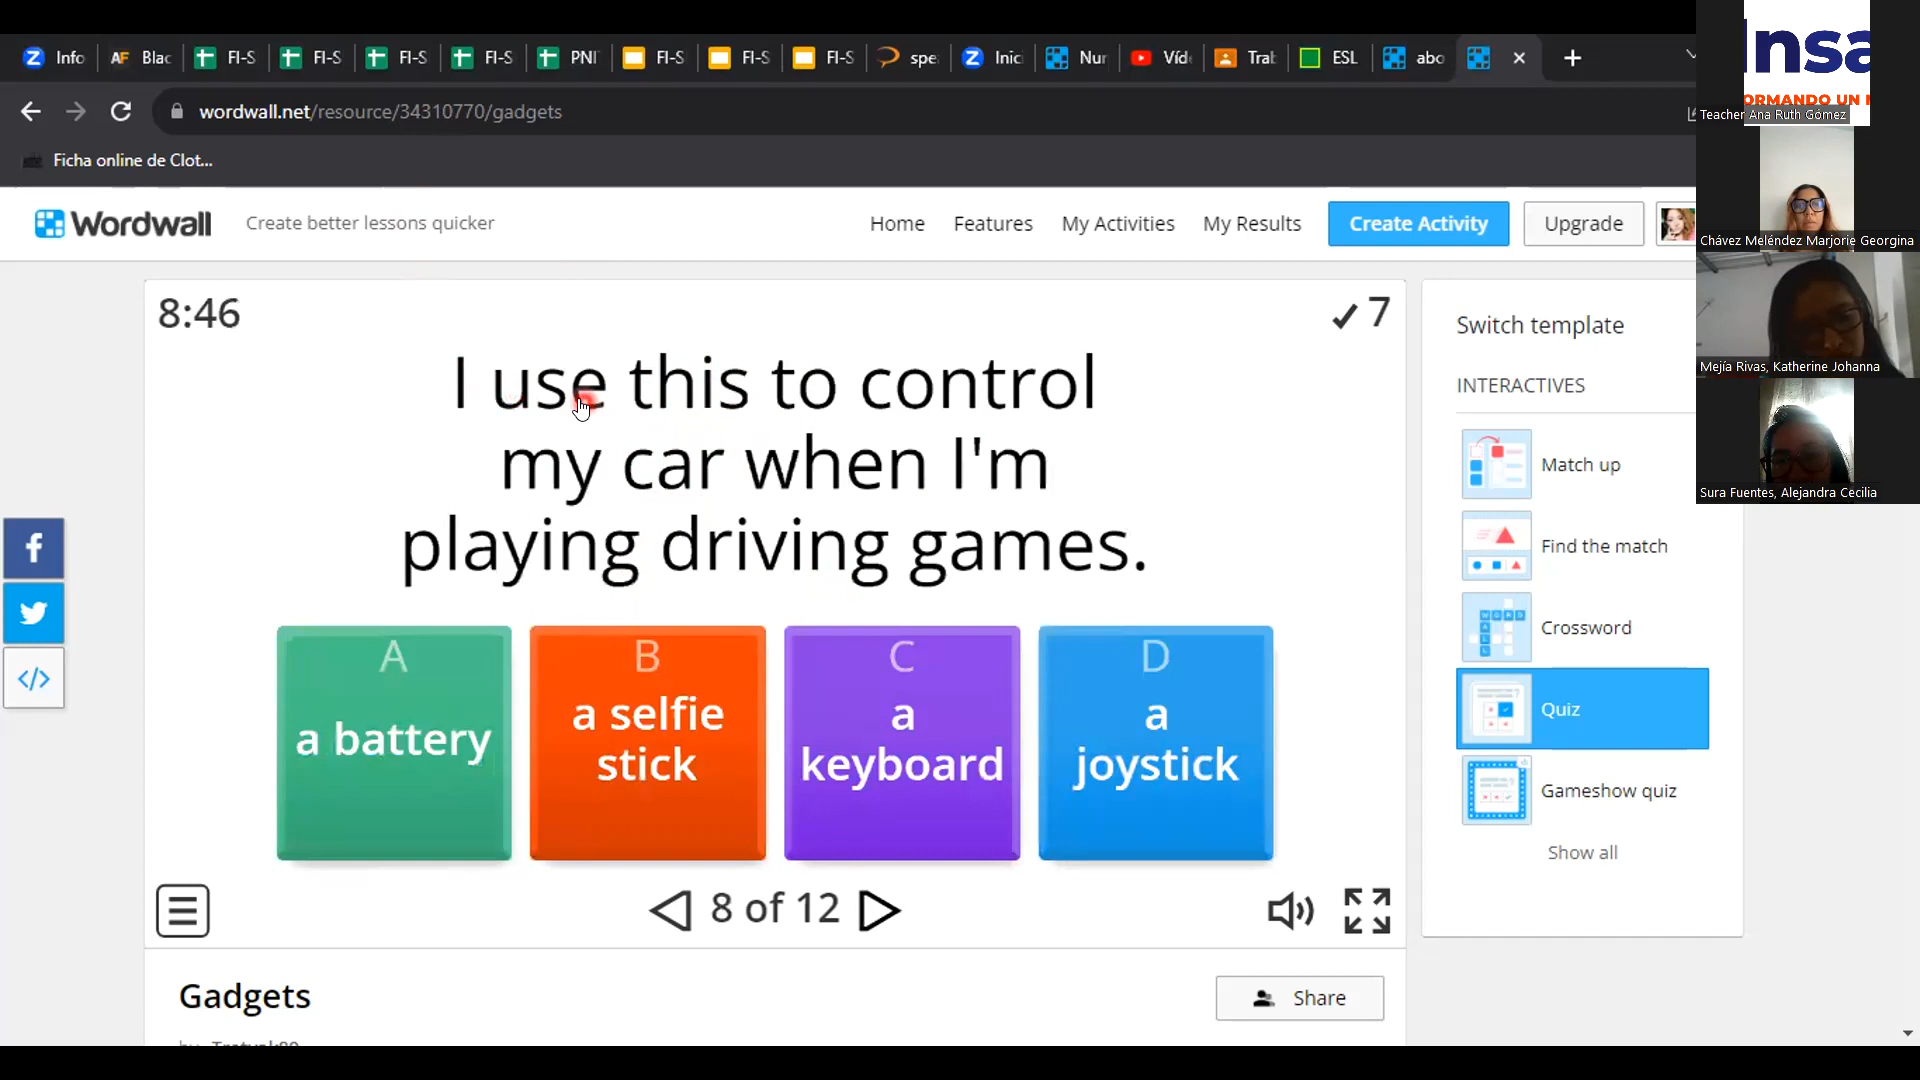 Info
Blac
FI-S
FI-S
FI-S
FI-S
PNI
FI-S
FI-S
FI-S
spe
Inic
Nur
Víde
Trab
ESL
abo
wordwall.net/resource/34310770/gadgets
Ficha online de Clot...
Wordwall
Create better lessons quicker
Home
Features
My Activities
My Results
Create Activity
Upgrade
8:46
7
I use this to control
my car when I'm
playing driving games.
A
a battery
B
a selfie
stick
C
a
keyboard
D
a
joystick
8 of 12
Gadgets
Share
Switch template
INTERACTIVES
Match up
Find the match
Crossword
Quiz
Gameshow quiz
Show all
Insa
ORMANDO UN
Teacher Ana Ruth Gómez
Chávez Meléndez Marjorie Georgina
Mejía Rivas, Katherine Johanna
Sura Fuentes, Alejandra Cecilia